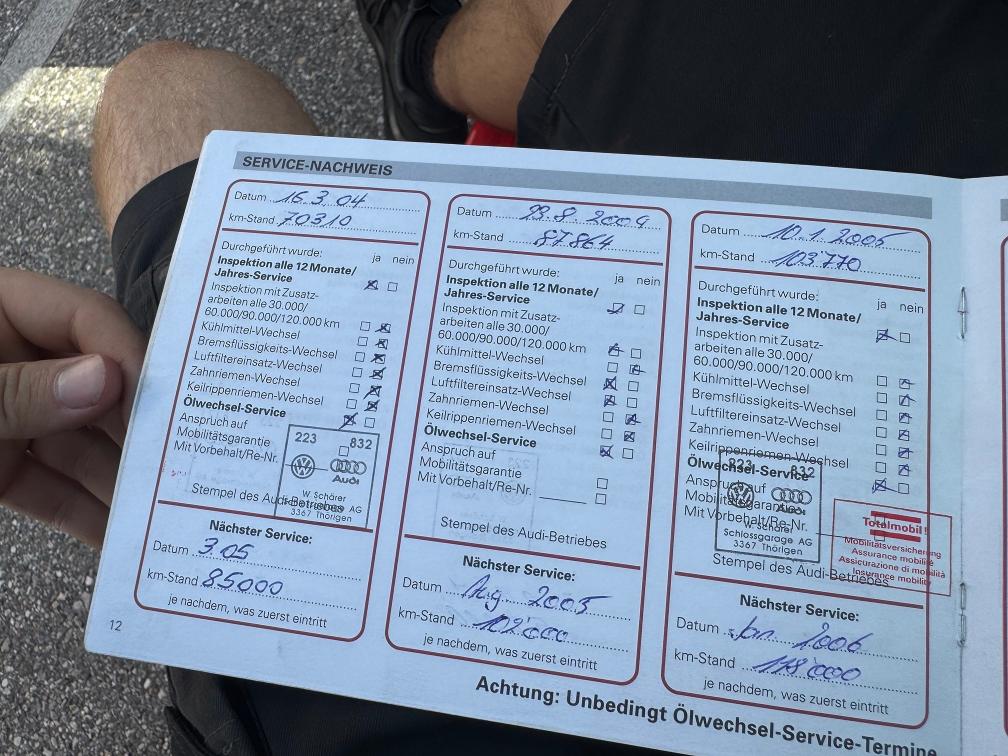 SERVICE-NACHWEIS
Datum 16.3.04
km-Stand 70310
Durchgeführt wurde: ja nein
Inspektion alle 12 Monate/
Jahres-Service
Inspektion mit Zusatz-
arbeiten alle 30.000/
60.000/90.000/120.000 km
Kühlmittel-Wechsel
Bremsflüssigkeits-Wechsel
Luftfiltereinsatz-Wechsel
Zahnriemen-Wechsel
Keilrippenriemen-Wechsel
Ölwechsel-Service
Anspruch auf
Mobilitätsgarantie
Mit Vorbehalt/Re-Nr.
223 832
Audi
W. Schärer
Schlossgarage AG
3367 Thörigen
Stempel des Audi-Betriebes
Nächster Service:
Datum 3.05
km-Stand 85000
je nachdem, was zuerst eintritt
12
Datum 23.8. 2004
km-Stand 87'864
Durchgeführt wurde: ja nein
Inspektion alle 12 Monate/
Jahres-Service
Inspektion mit Zusatz-
arbeiten alle 30.000/
60.000/90.000/120.000 km
Kühlmittel-Wechsel
Bremsflüssigkeits-Wechsel
Luftfiltereinsatz-Wechsel
Zahnriemen-Wechsel
Keilrippenriemen-Wechsel
Ölwechsel-Service
Anspruch auf
Mobilitätsgarantie
Mit Vorbehalt/Re-Nr.
Stempel des Audi-Betriebes
Nächster Service:
Datum Aug. 2005
km-Stand 102'000
je nachdem, was zuerst eintritt
Datum 10.1.2005
km-Stand 103'770
Durchgeführt wurde: ja nein
Inspektion alle 12 Monate/
Jahres-Service
Inspektion mit Zusatz-
arbeiten alle 30.000/
60.000/90.000/120.000 km
Kühlmittel-Wechsel
Bremsflüssigkeits-Wechsel
Luftfiltereinsatz-Wechsel
Zahnriemen-Wechsel
Keilrippenriemen-Wechsel
Ölwechsel-Service
Anspruch auf
Mobilitätsgarantie
Mit Vorbehalt/Re-Nr.
223 832
Audi
W. Schärer
Schlossgarage AG
3367 Thörigen
Totalmobil!
Mobilitätsversicherung
Assurance mobilité
Assicurazione di mobilità
Insurance mobility
Stempel des Audi-Betriebes
Nächster Service:
Datum Jan. 2006
km-Stand 118'000
je nachdem, was zuerst eintritt
Achtung: Unbedingt Ölwechsel-Service-Termine